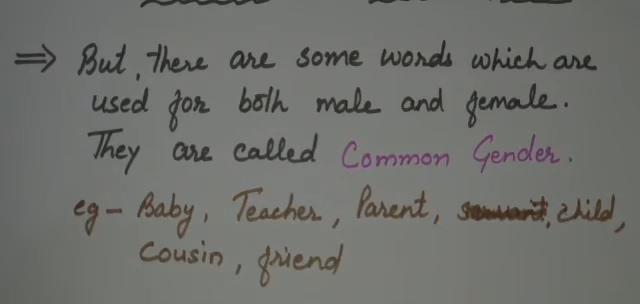 ⇒ But, there are some words which are
used for both male and female.
They are called Common Gender.
eg- Baby, Teacher, Parent, child,
Cousin, friend